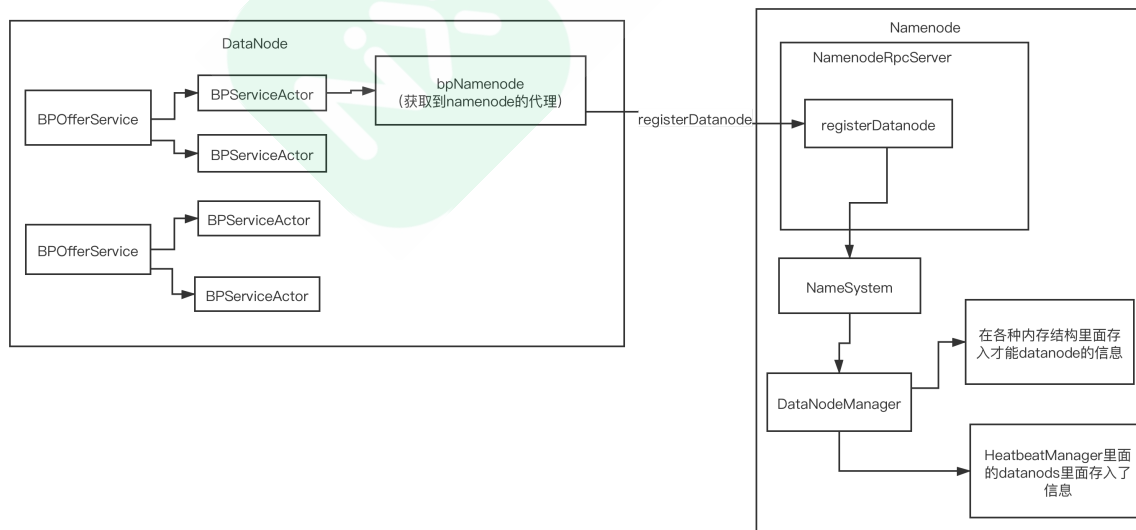 DataNode
BPOfferService
BPServiceActor
BPServiceActor
bpNamenode
（获取到namenode的代理）
BPOfferService
BPServiceActor
BPServiceActor
registerDatanode
Namenode
NamenodeRpcServer
registerDatanode
NameSystem
DataNodeManager
在各种内存结构里面存
入才能datanode的信息
HeatbeatManager里面
的datanods里面存入了
信息